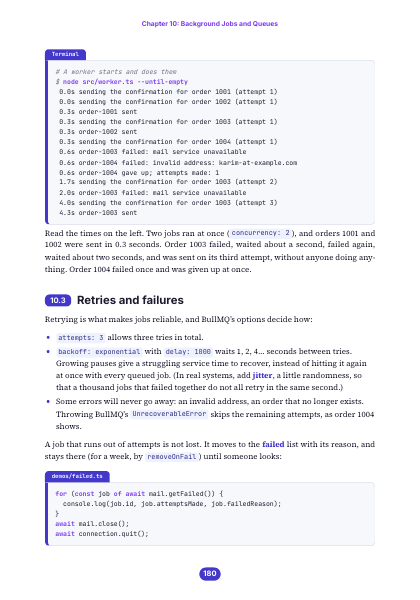 Chapter 10: Background Jobs and Queues
Terminal
# A worker starts and does them
$ node src/worker.ts --until-empty
0.0s sending the confirmation for order 1001 (attempt 1)
0.0s sending the confirmation for order 1002 (attempt 1)
0.3s order-1001 sent
0.3s sending the confirmation for order 1003 (attempt 1)
0.3s order-1002 sent
0.3s sending the confirmation for order 1004 (attempt 1)
0.6s order-1003 failed: mail service unavailable
0.6s order-1004 failed: invalid address: karim-at-example.com
0.6s order-1004 gave up; attempts made: 1
1.7s sending the confirmation for order 1003 (attempt 2)
2.0s order-1003 failed: mail service unavailable
4.0s sending the confirmation for order 1003 (attempt 3)
4.3s order-1003 sent
Read the times on the left. Two jobs ran at once (concurrency: 2), and orders 1001 and
1002 were sent in 0.3 seconds. Order 1003 failed, waited about a second, failed again,
waited about two seconds, and was sent on its third attempt, without anyone doing any-
thing. Order 1004 failed once and was given up at once.
10.3 Retries and failures
Retrying is what makes jobs reliable, and BullMQ's options decide how:
• attempts: 3 allows three tries in total.
• backoff: exponential with delay: 1000 waits 1, 2, 4… seconds between tries.
Growing pauses give a struggling service time to recover, instead of hitting it again
at once with every queued job. (In real systems, add jitter, a little randomness, so
that a thousand jobs that failed together do not all retry in the same second.)
• Some errors will never go away: an invalid address, an order that no longer exists.
Throwing BullMQ's UnrecoverableError skips the remaining attempts, as order 1004
shows.
A job that runs out of attempts is not lost. It moves to the failed list with its reason, and
stays there (for a week, by removeOnFail) until someone looks:
demos/failed.ts
for (const job of await mail.getFailed()) {
console.log(job.id, job.attemptsMade, job.failedReason);
}
await mail.close();
await connection.quit();
180